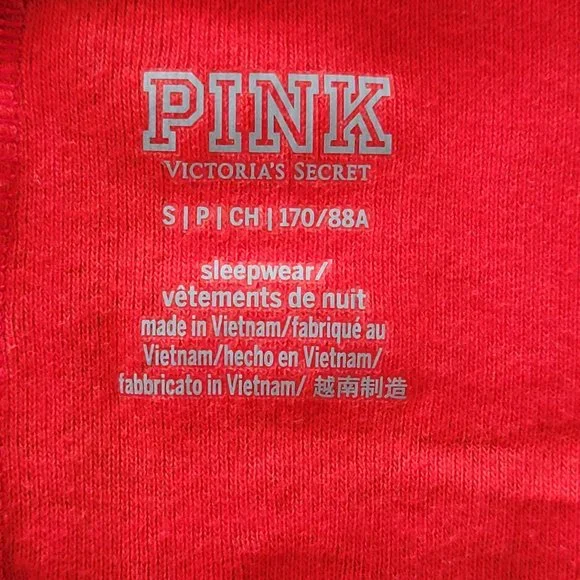 PINK
VICTORIA'S SECRET
S | P | CH | 170/88A
sleepwear/
vêtements de nuit
made in Vietnam/fabriqué au
Vietnam/hecho en Vietnam/
fabbricato in Vietnam/ 越南制造